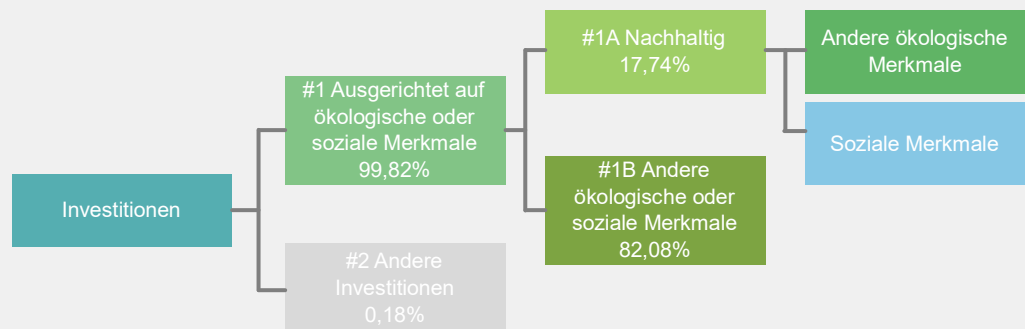 Investitionen
#1 Ausgerichtet auf
ökologische oder
soziale Merkmale
99,82%
#2 Andere
Investitionen
0,18%
#1A Nachhaltig
17,74%
#1B Andere
ökologische oder
soziale Merkmale
82,08%
Andere ökologische
Merkmale
Soziale Merkmale